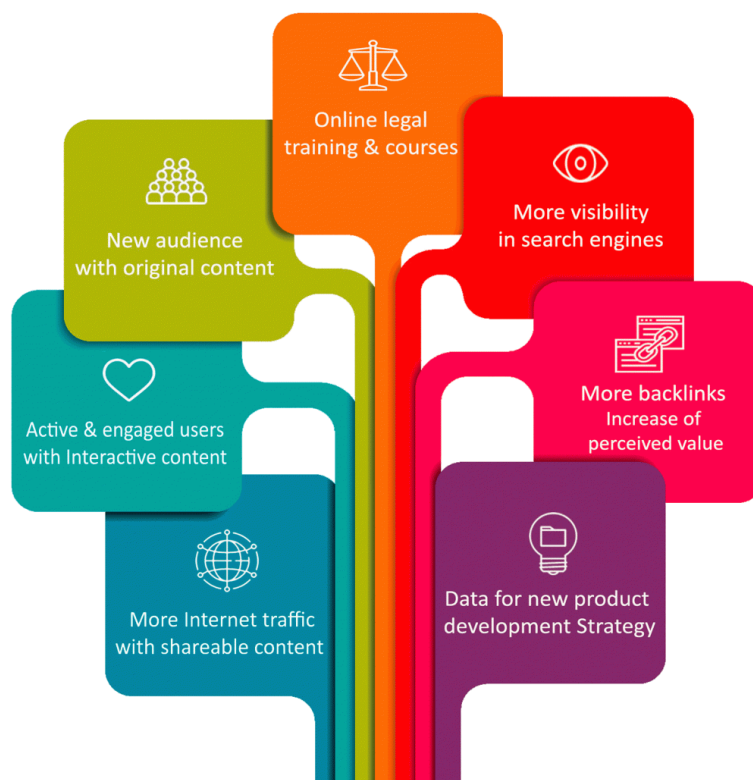 Online legal
training & courses
New audience
with original content
More visibility
in search engines
Active & engaged users
with Interactive content
More backlinks
Increase of
perceived value
More Internet traffic
with shareable content
Data for new product
development Strategy